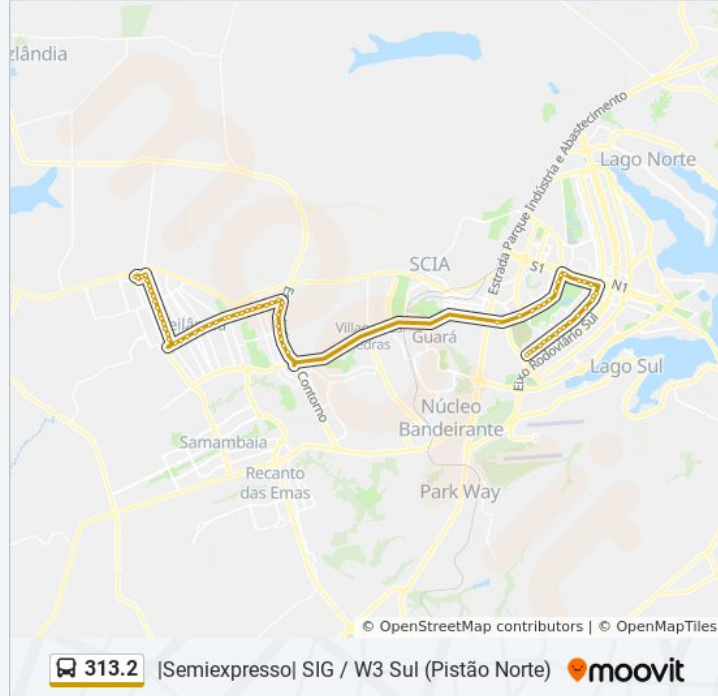 zlândia
Lago Norte
Estrada Parque Indústria e Abastecimento
SCIA
S1
N1
Guará
Eixo Rodoviário Sul
Lago Sul
Contorno
Núcleo
Bandeirante
Samambaia
Recanto
das Emas
Park Way
© OpenStreetMap contributors | © OpenMapTiles
313.2 |Semiexpresso| SIG / W3 Sul (Pistão Norte) moovit